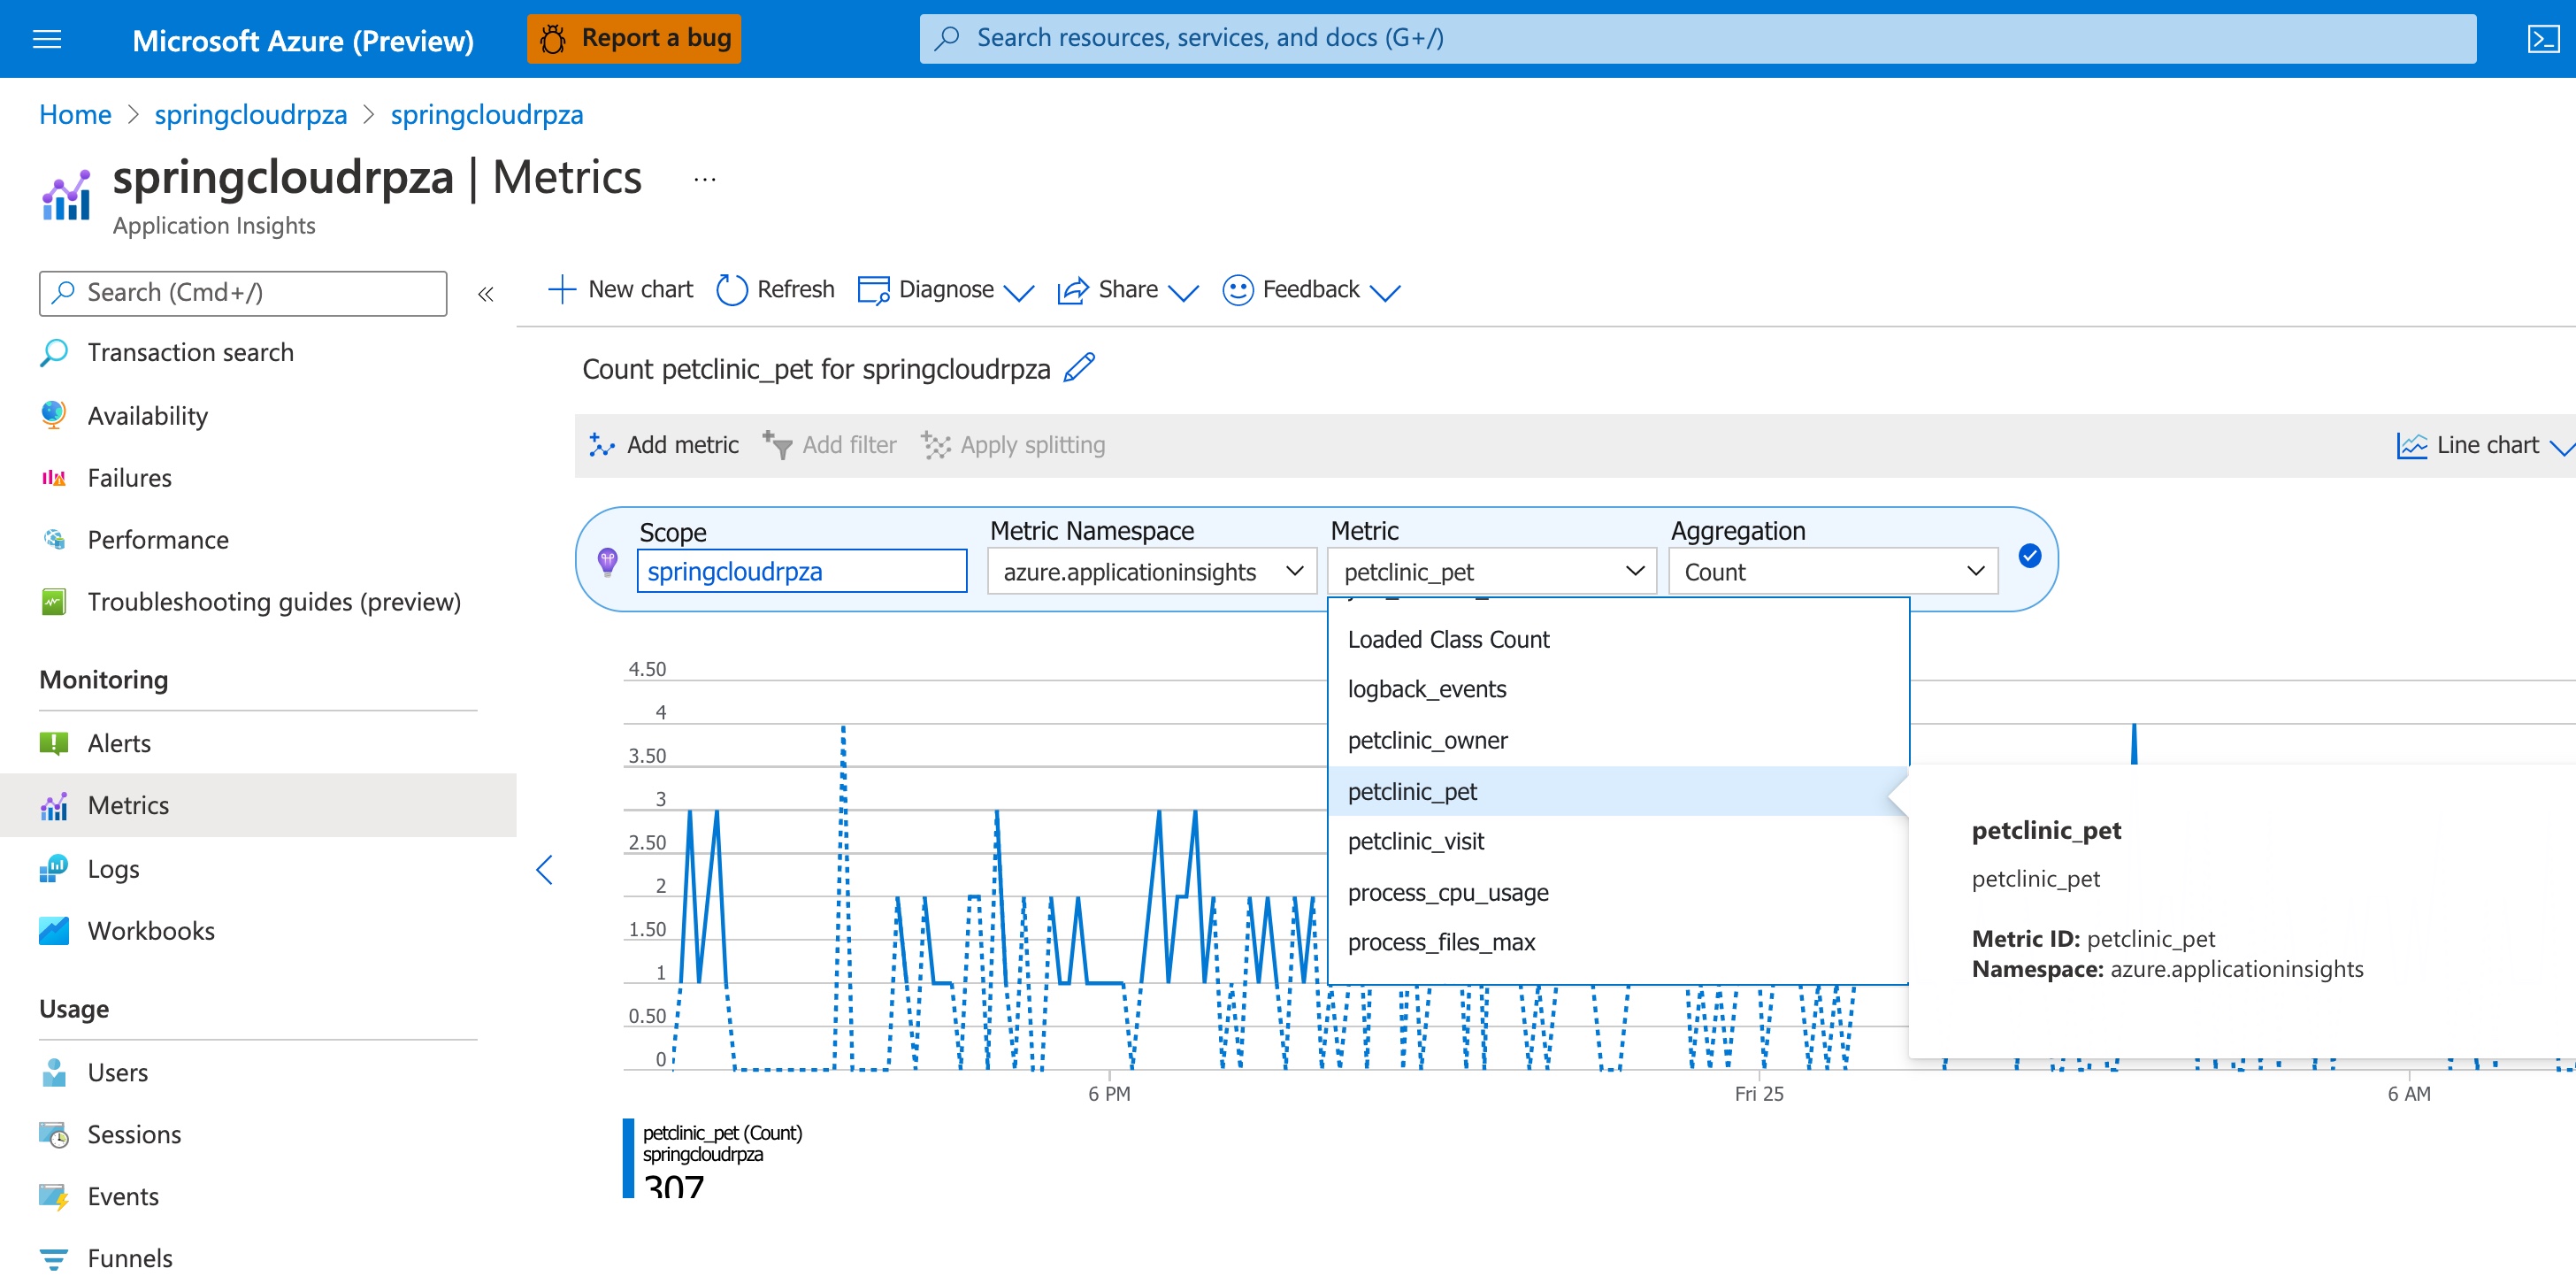 Microsoft Azure (Preview)
Report a bug
Search resources, services, and docs (G+/)
Home > springcloudrpza > springcloudrpza
springcloudrpza | Metrics ...
Application Insights
Search (Cmd+/)
Transaction search
Availability
Failures
Performance
Troubleshooting guides (preview)
Monitoring
Alerts
Metrics
Logs
Workbooks
Usage
Users
Sessions
Events
Funnels
New chart
Refresh
Diagnose
Share
Feedback
Count petclinic_pet for springcloudrpza
Add metric
Add filter
Apply splitting
Line chart
Scope
springcloudrpza
Metric Namespace
azure.applicationinsights
Metric
petclinic_pet
Aggregation
Count
Loaded Class Count
logback_events
petclinic_owner
petclinic_pet
petclinic_visit
process_cpu_usage
process_files_max
petclinic_pet
petclinic_pet
Metric ID: petclinic_pet
Namespace: azure.applicationinsights
4.50
4
3.50
3
2.50
2
1.50
1
0.50
0
6 PM
Fri 25
6 AM
petclinic_pet (Count)
springcloudrpza
307